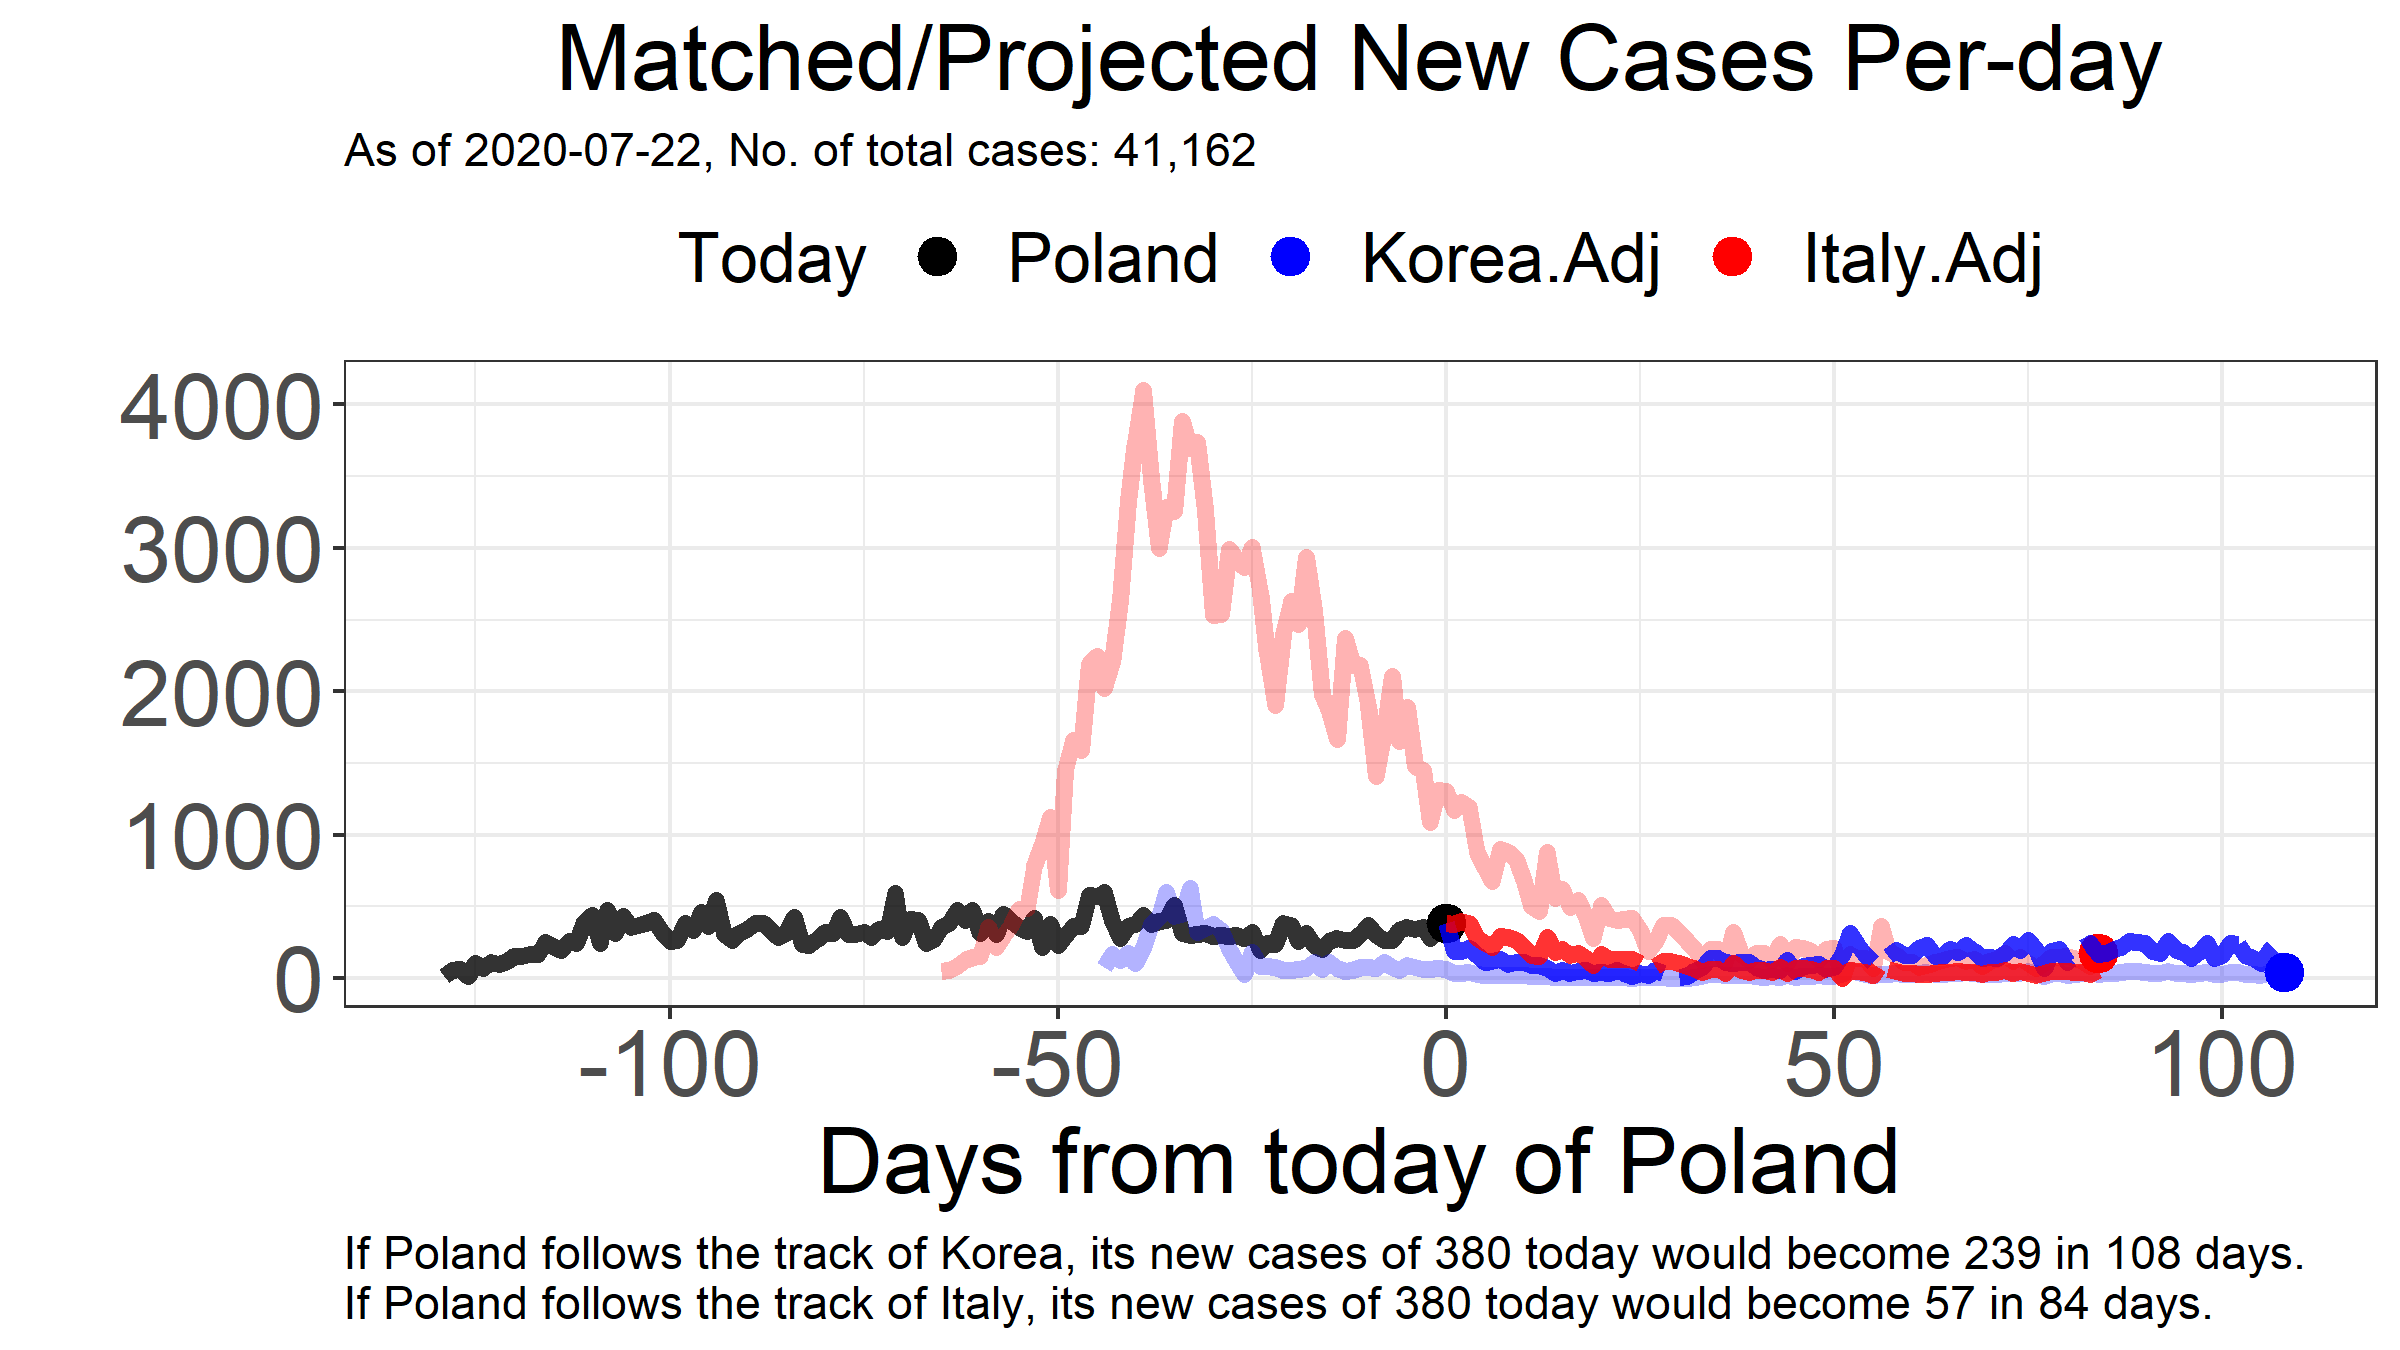 Matched/Projected New Cases Per-day
As of 2020-07-22, No. of total cases: 41,162
Today Poland Korea.Adj Italy.Adj
4000
3000
2000
1000
0
-100 -50 0 50 100
Days from today of Poland
If Poland follows the track of Korea, its new cases of 380 today would become 239 in 108 days.
If Poland follows the track of Italy, its new cases of 380 today would become 57 in 84 days.